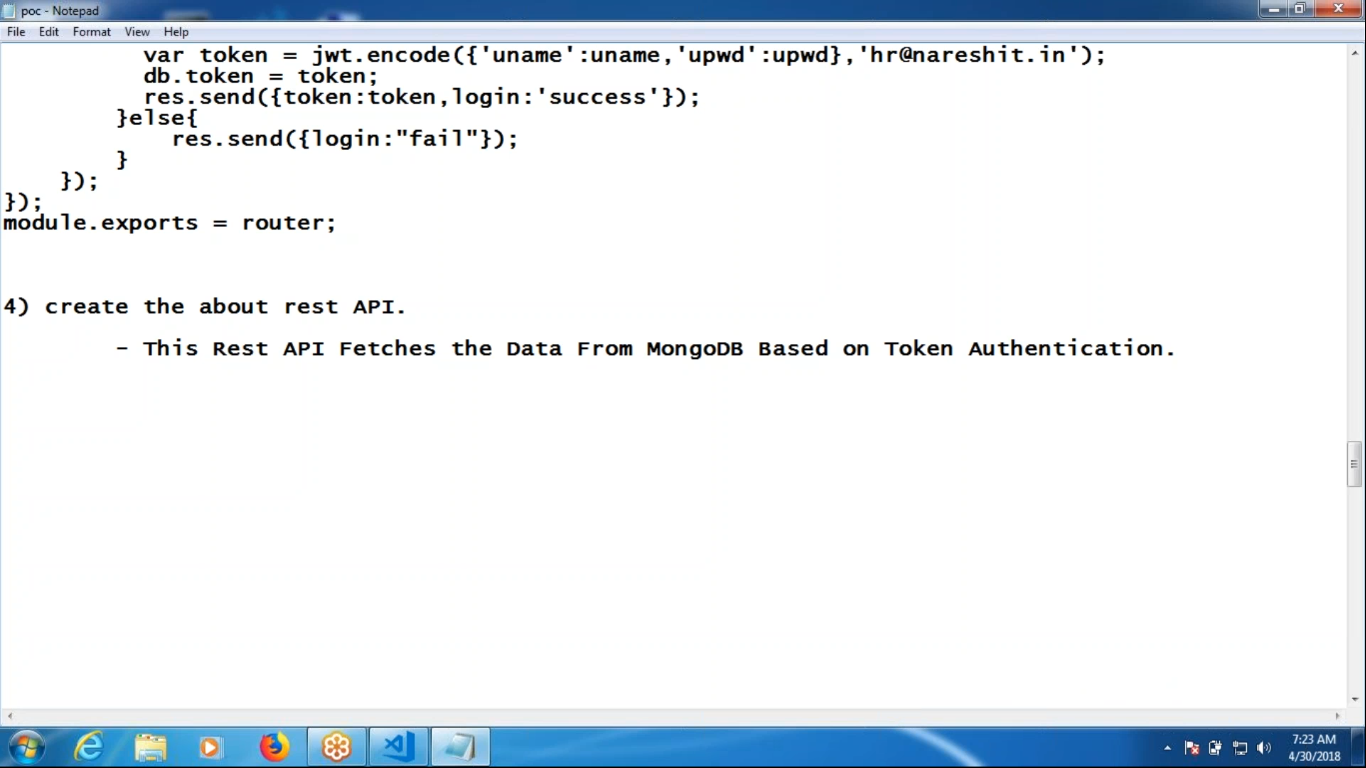 poc - Notepad
File Edit Format View Help
var token = jwt.encode({'uname':uname,'upwd':upwd},'hr@nareshit.in');
db.token = token;
res.send({token:token,login:'success'});
}else{
res.send({login:"fail"});
}
});
});
module.exports = router;
4) create the about rest API.
- This Rest API Fetches the Data From MongoDB Based on Token Authentication.
7:23 AM
4/30/2018